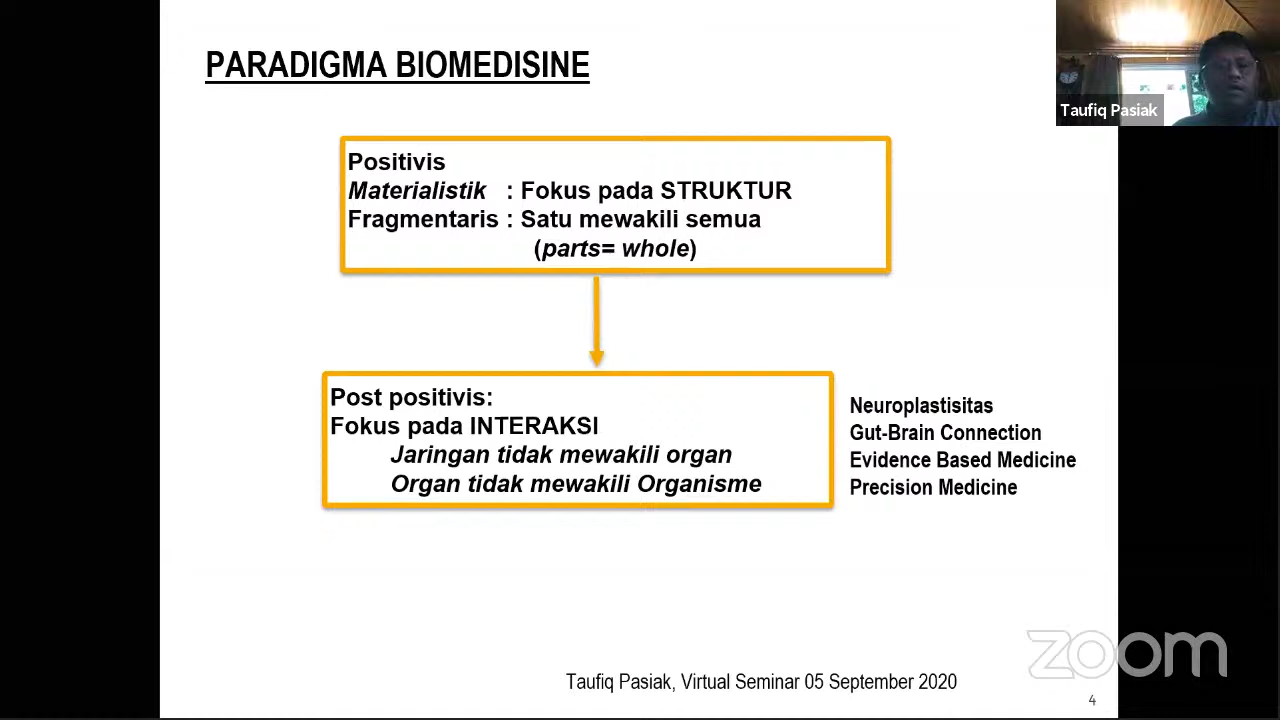 PARADIGMA BIOMEDISINE
Taufiq Pasiak
Positivis
Materialistik : Fokus pada STRUKTUR
Fragmentaris : Satu mewakili semua
(parts= whole)
Post positivis:
Fokus pada INTERAKSI
Jaringan tidak mewakili organ
Organ tidak mewakili Organisme
Neuroplastisitas
Gut-Brain Connection
Evidence Based Medicine
Precision Medicine
zoom
Taufiq Pasiak, Virtual Seminar 05 September 2020
4